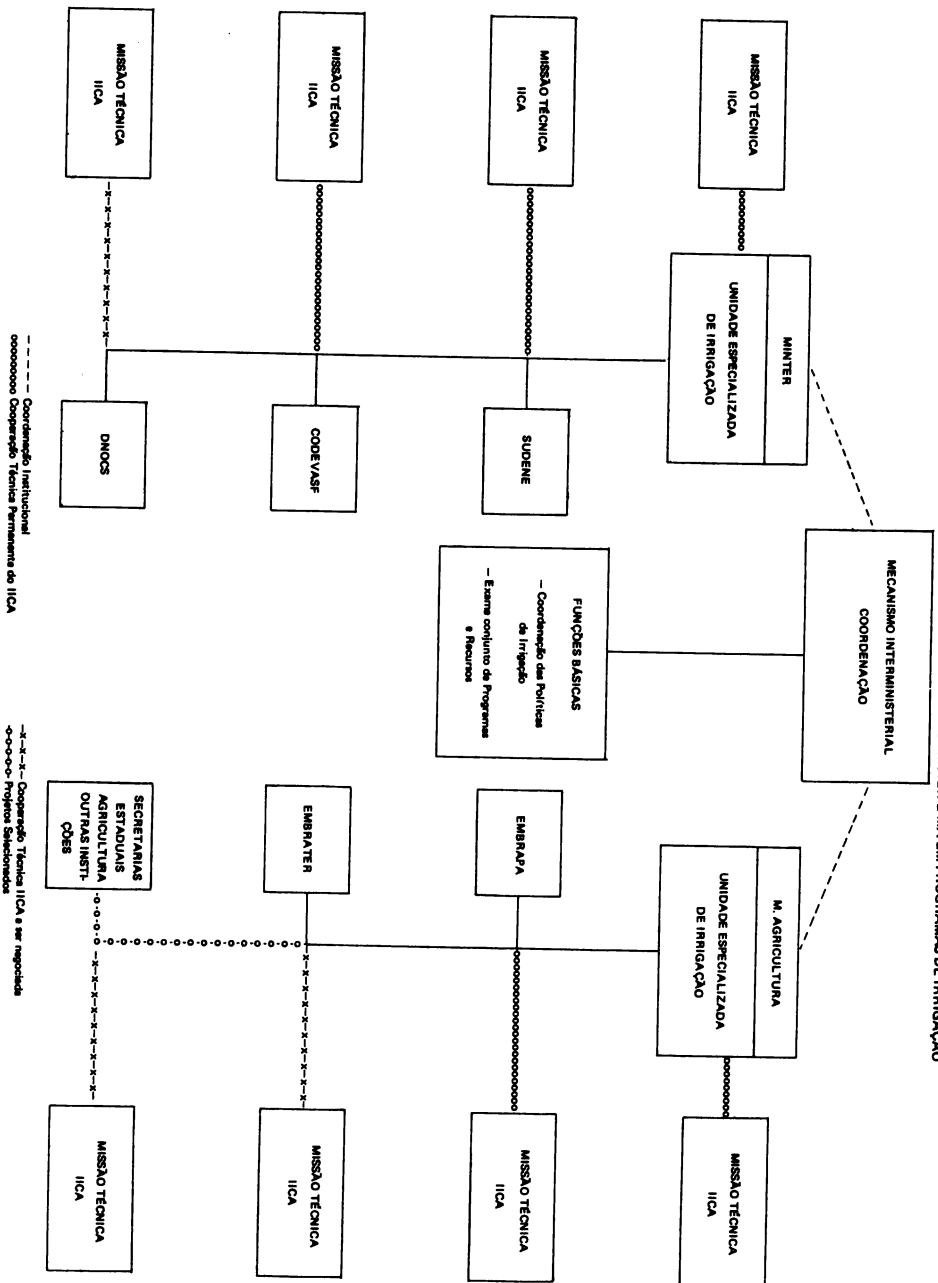 PROGRAMAS DE IRRIGAÇÃO
MECANISMO INTERMINISTERIAL
COORDENAÇÃO
MISSÃO TÉCNICA
IICA
MINTER
UNIDADE ESPECIALIZADA
DE IRRIGAÇÃO
M. AGRICULTURA
UNIDADE ESPECIALIZADA
DE IRRIGAÇÃO
MISSÃO TÉCNICA
IICA
MISSÃO TÉCNICA
IICA
SUDENE
FUNÇÕES BÁSICAS
– Coordenação das Políticas
de Irrigação
– Exame conjunto de Programas
e Recursos
EMBRAPA
MISSÃO TÉCNICA
IICA
MISSÃO TÉCNICA
IICA
CODEVASF
EMBRATER
MISSÃO TÉCNICA
IICA
MISSÃO TÉCNICA
IICA
DNOCS
SECRETARIAS
ESTADUAIS
AGRICULTURA
OUTRAS INSTI-
ÇÕES
MISSÃO TÉCNICA
IICA
– – – – – Coordenação Institucional
ooooooooo Cooperação Técnica Permanente do IICA
–x–x–x– Cooperação Técnica IICA a ser negociada
-o-o-o-o-o- Projetos Selecionados